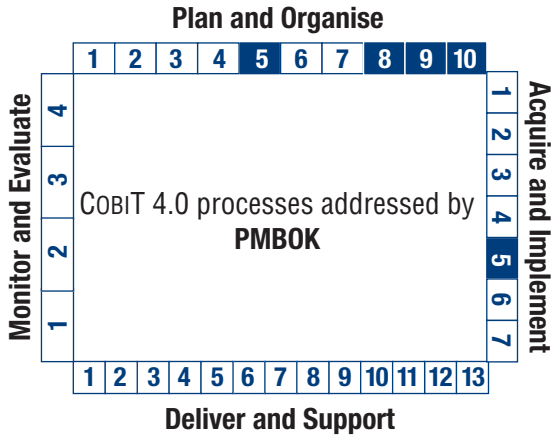 Plan and Organise
1 2 3 4 5 6 7 8 9 10
Monitor and Evaluate
4 3 2 1
COBIT 4.0 processes addressed by
PMBOK
1 2 3 4 5 6 7
Acquire and Implement
1 2 3 4 5 6 7 8 9 10 11 12 13
Deliver and Support